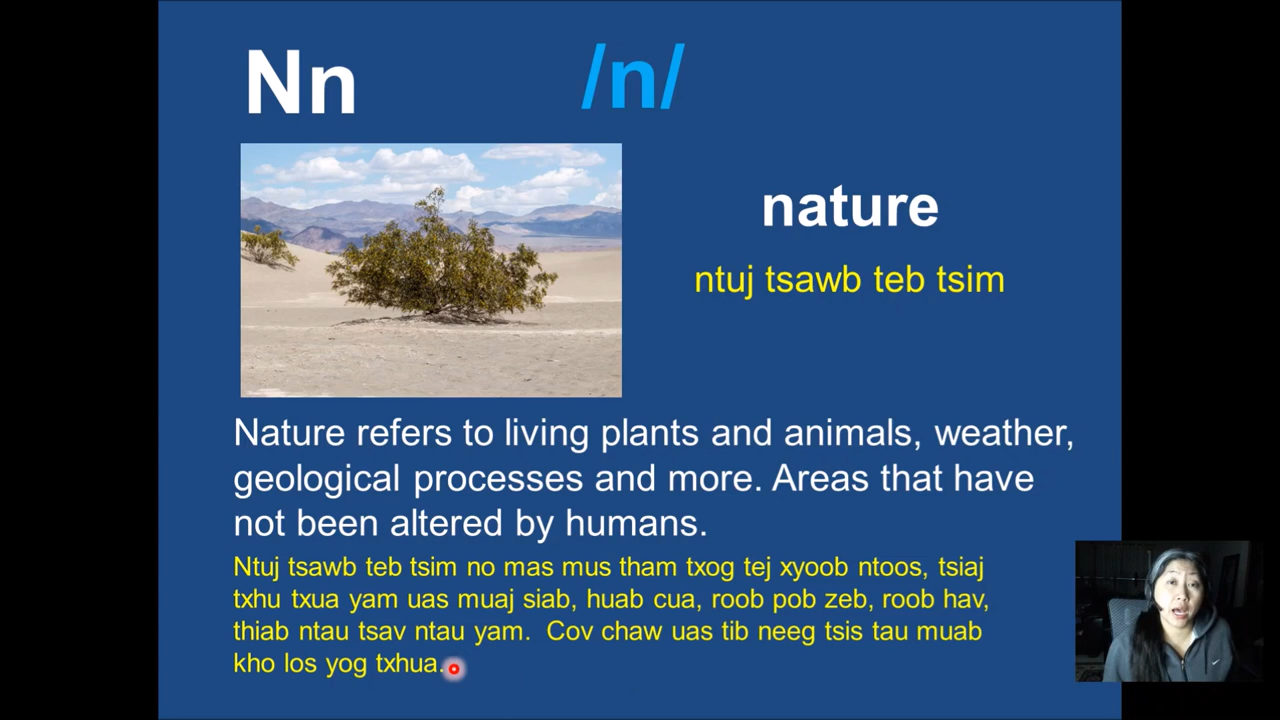 Nn /n/
nature
ntuj tsawb teb tsim
Nature refers to living plants and animals, weather,
geological processes and more. Areas that have
not been altered by humans.
Ntuj tsawb teb tsim no mas mus tham txog tej xyoob ntoos, tsiaj
txhu txua yam uas muaj siab, huab cua, roob pob zeb, roob hav,
thiab ntau tsav ntau yam.  Cov chaw uas tib neeg tsis tau muab
kho los yog txhua.